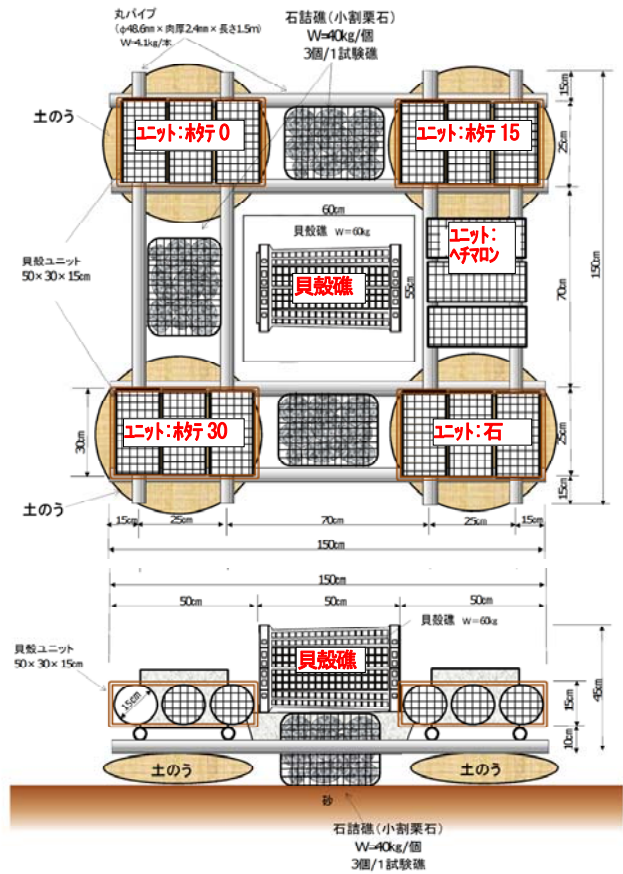 丸パイプ
(φ48.6mm×肉厚2.4mm×長さ1.5m)
W=4.1kg/本
石詰礁(小割栗石)
W=40kg/個
3個/1試験礁
15cm
土のう
ユニット:ホタテ0
ユニット:ホタテ15
25cm
60cm
貝殻礁 W=60kg
ユニット:
ヘチマロン
貝殻ユニット
50×30×15cm
貝殻礁
55cm
70cm
150cm
30cm
ユニット:ホタテ30
ユニット:石
25cm
15cm
土のう
15cm
25cm
70cm
25cm
15cm
150cm
150cm
50cm
50cm
50cm
貝殻礁 W=60kg
貝殻ユニット
50×30×15cm
貝殻礁
15cm
15cm
45cm
10cm
土のう
土のう
砂
石詰礁(小割栗石)
W=40kg/個
3個/1試験礁